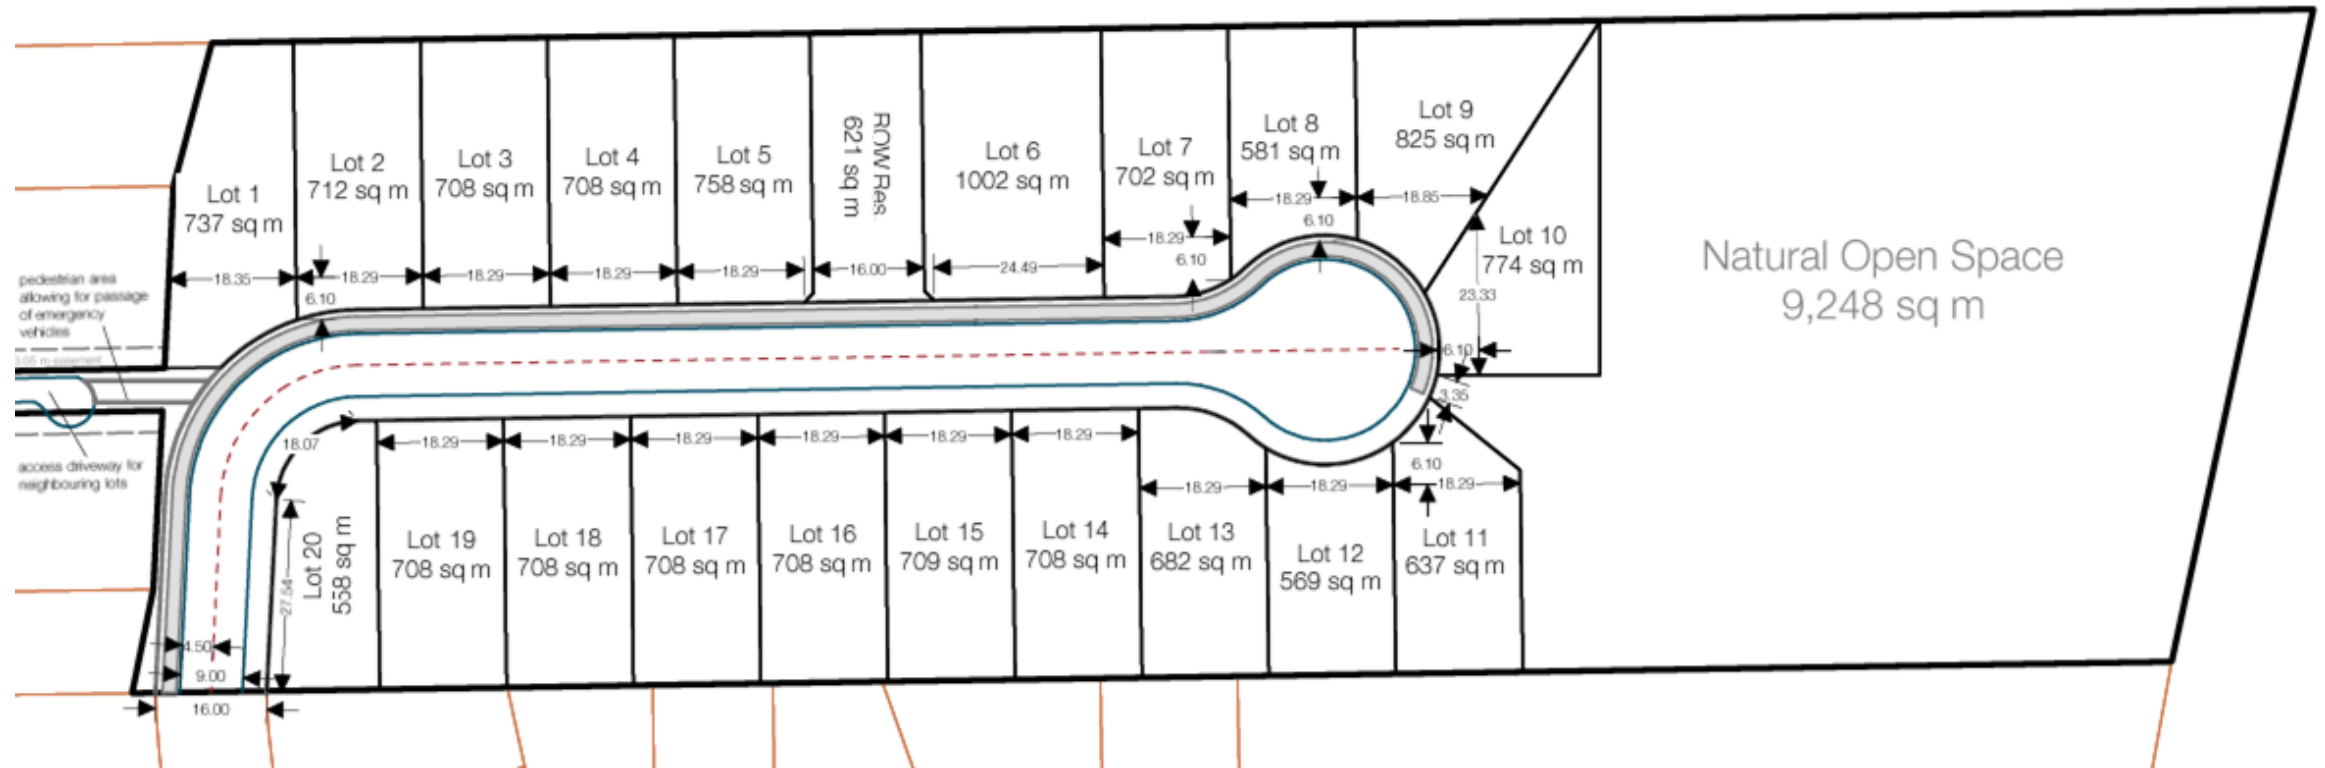 Lot 1
737 sq m
Lot 2
712 sq m
Lot 3
708 sq m
Lot 4
708 sq m
Lot 5
758 sq m
ROW Res.
621 sq m
Lot 6
1002 sq m
Lot 7
702 sq m
Lot 8
581 sq m
Lot 9
825 sq m
Lot 10
774 sq m
Natural Open Space
9,248 sq m
18.35
18.29
18.29
18.29
18.29
16.00
24.49
18.29
18.29
18.85
6.10
6.10
6.10
23.33
6.10
3.35
pedestrian area
allowing for passage
of emergency
vehicles
3.05 m easement
access driveway for
neighbouring lots
18.07
18.29
18.29
18.29
18.29
18.29
18.29
18.29
18.29
18.29
6.10
27.54
Lot 20
558 sq m
Lot 19
708 sq m
Lot 18
708 sq m
Lot 17
708 sq m
Lot 16
708 sq m
Lot 15
709 sq m
Lot 14
708 sq m
Lot 13
682 sq m
Lot 12
569 sq m
Lot 11
637 sq m
4.50
9.00
16.00